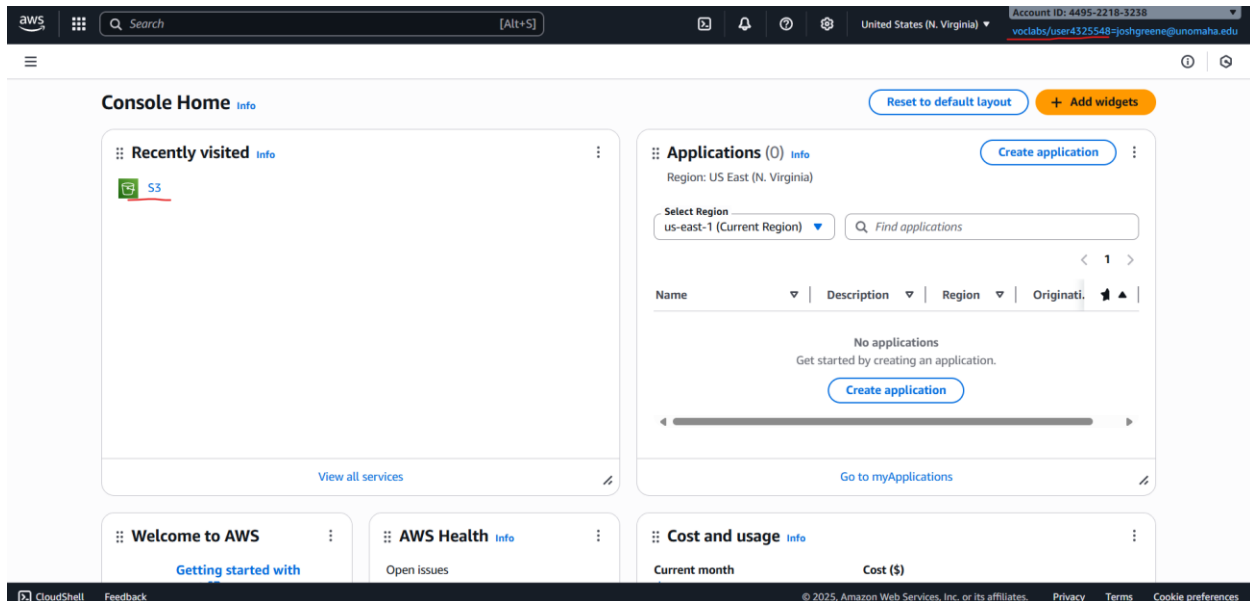 aws
Search [Alt+S]
United States (N. Virginia)
Account ID: 4495-2218-3238
voclabs/user4325548=joshgreene@unomaha.edu
Console Home Info
Reset to default layout
+ Add widgets
Recently visited Info
S3
View all services
Applications (0) Info
Create application
Region: US East (N. Virginia)
Select Region
us-east-1 (Current Region)
Find applications
1
Name Description Region Originati.
No applications
Get started by creating an application.
Create application
Go to myApplications
Welcome to AWS
Getting started with
AWS Health Info
Open issues
Cost and usage Info
Current month Cost ($)
CloudShell Feedback © 2025, Amazon Web Services, Inc. or its affiliates. Privacy Terms Cookie preferences